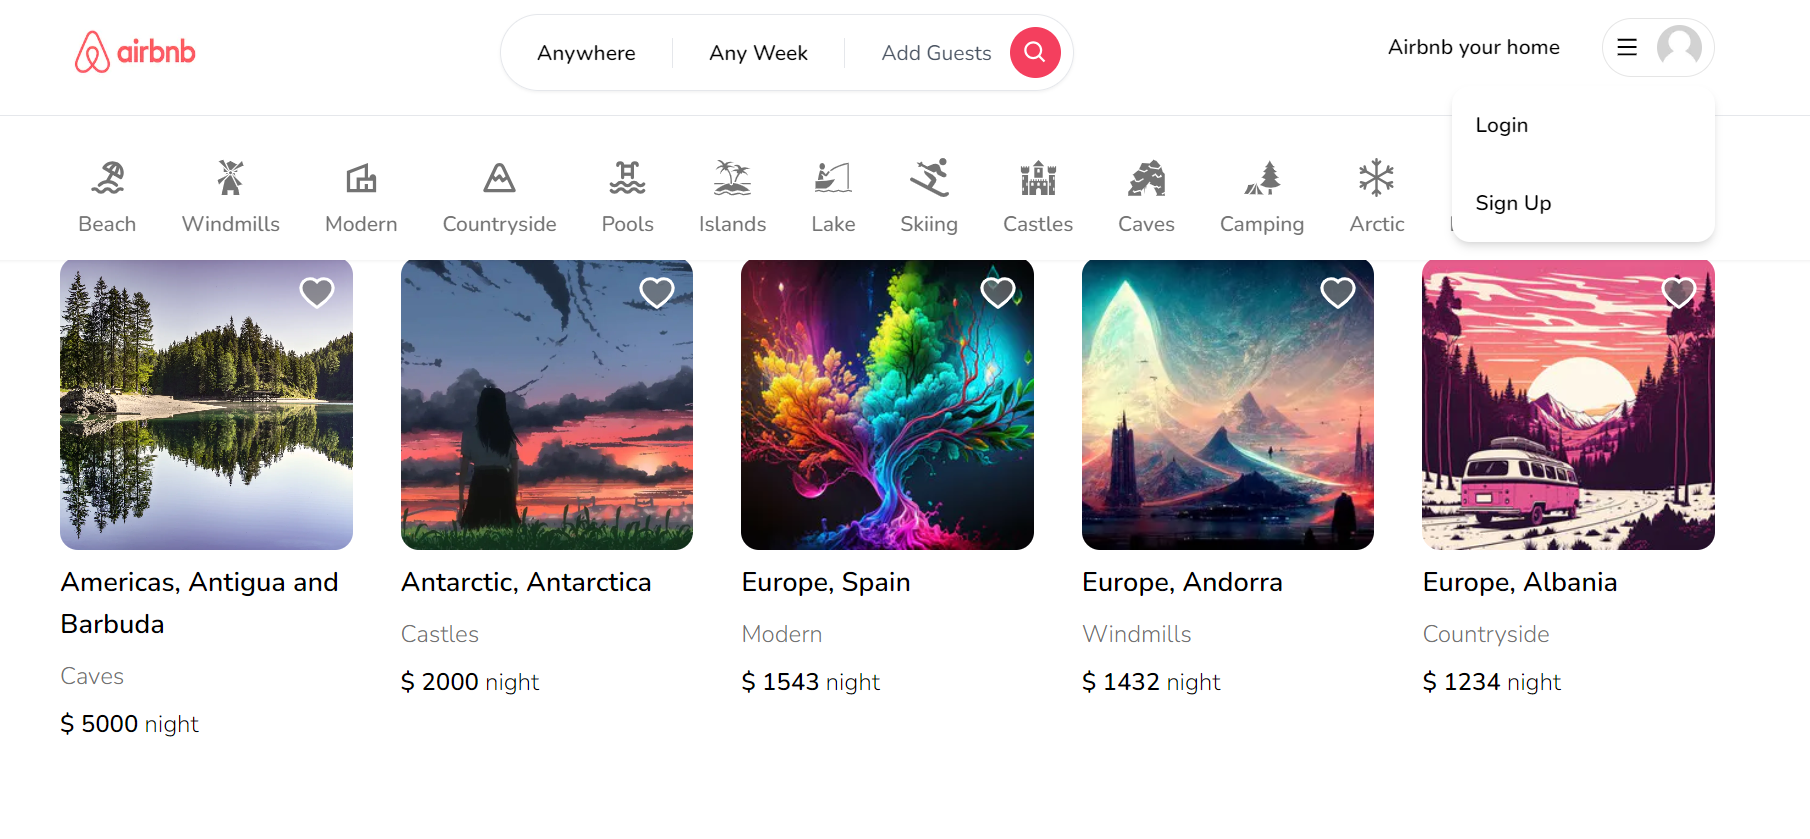 airbnb
Anywhere
Any Week
Add Guests
Airbnb your home
Login
Sign Up
Beach
Windmills
Modern
Countryside
Pools
Islands
Lake
Skiing
Castles
Caves
Camping
Arctic
Americas, Antigua and
Barbuda
Caves
$ 5000 night
Antarctic, Antarctica
Castles
$ 2000 night
Europe, Spain
Modern
$ 1543 night
Europe, Andorra
Windmills
$ 1432 night
Europe, Albania
Countryside
$ 1234 night